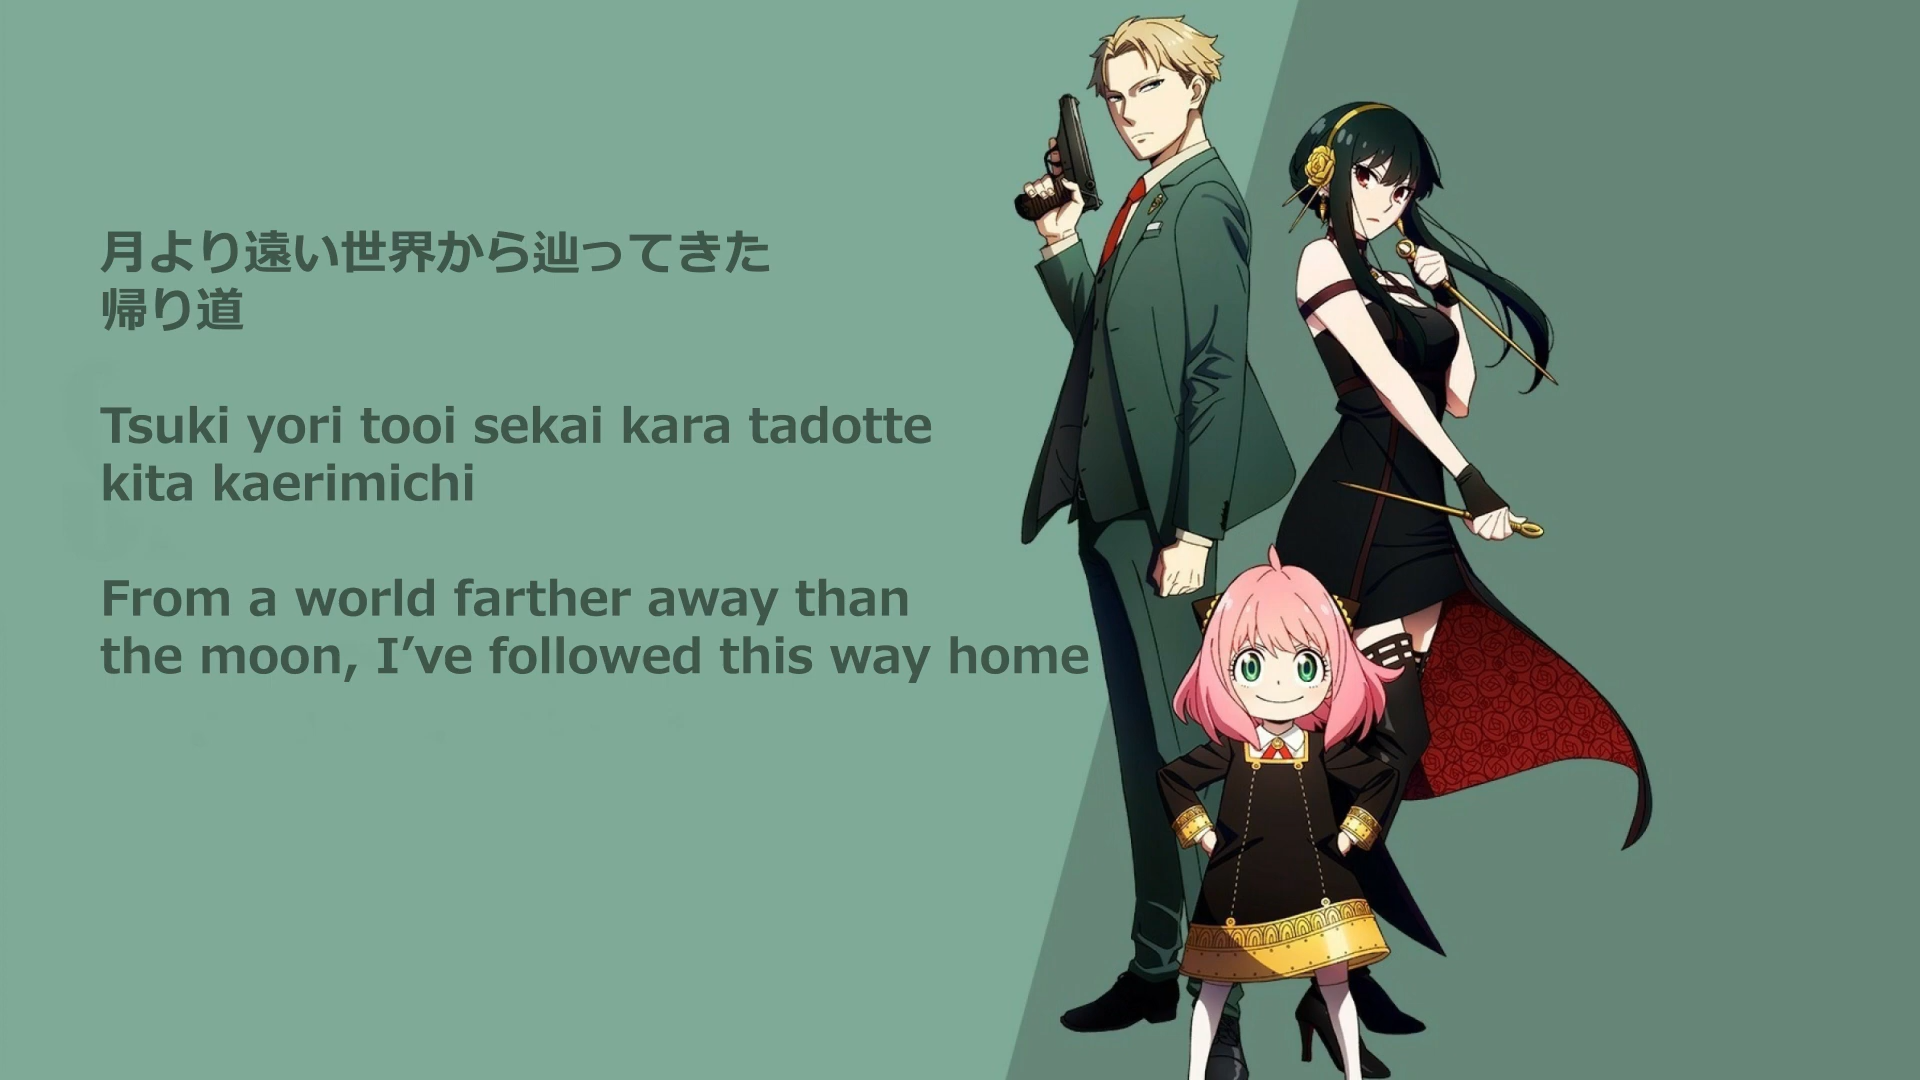 月より遠い世界から辿ってきた
帰り道
Tsuki yori tooi sekai kara tadotte
kita kaerimichi
From a world farther away than
the moon, I’ve followed this way home